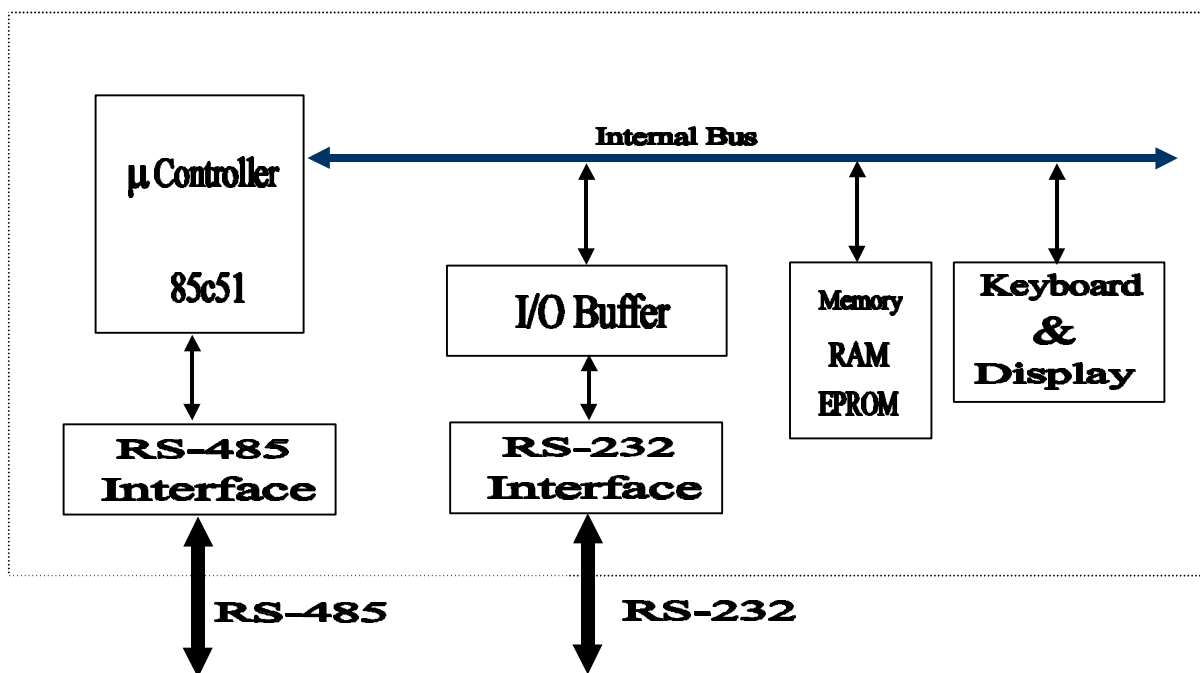 Internal Bus
μ Controller
85c51
I/O Buffer
Memory
RAM
EPROM
Keyboard
&
Display
RS-485
Interface
RS-232
Interface
RS-485
RS-232